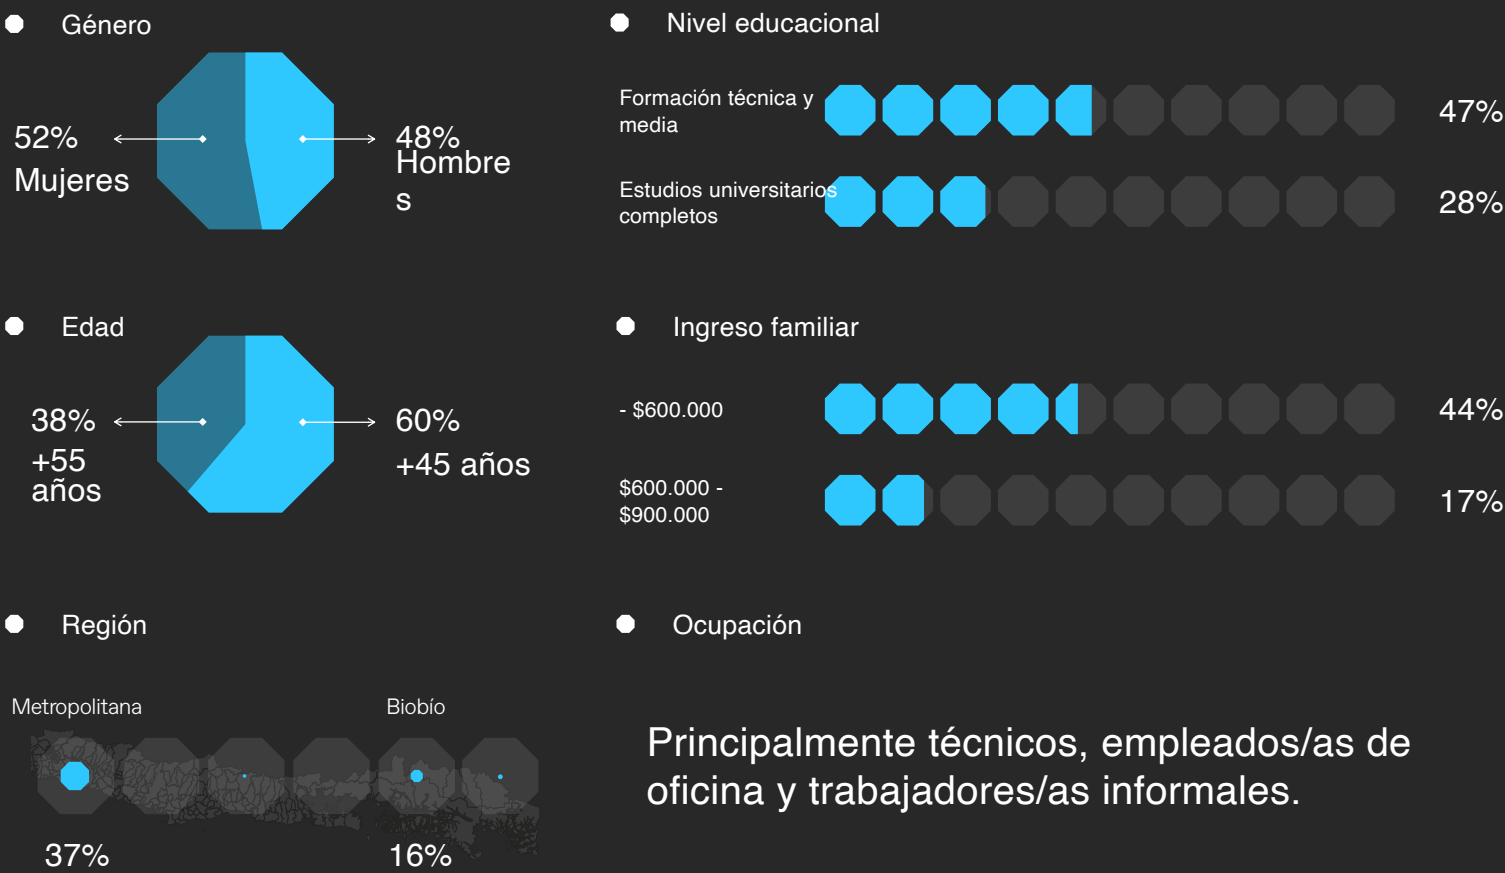 Género
52%
Mujeres
48%
Hombre
s
Nivel educacional
Formación técnica y
media
47%
Estudios universitarios
completos
28%
Edad
38%
+55
años
60%
+45 años
Ingreso familiar
- $600.000
44%
$600.000 -
$900.000
17%
Región
Metropolitana
Biobío
37%
16%
Ocupación
Principalmente técnicos, empleados/as de
oficina y trabajadores/as informales.